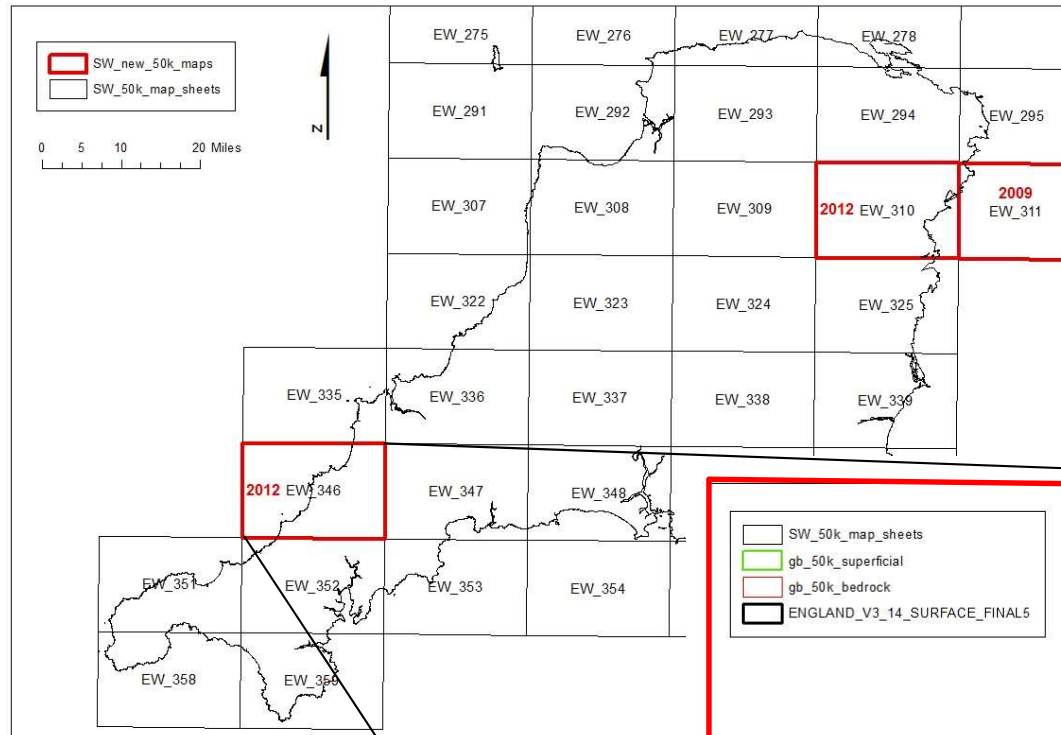 SW_new_50k_maps
SW_50k_map_sheets
0 5 10 20 Miles
N
EW_275 EW_276 EW_277 EW_278
EW_291 EW_292 EW_293 EW_294 EW_295
EW_307 EW_308 EW_309 2012 EW_310 2009 EW_311
EW_322 EW_323 EW_324 EW_325
EW_335 EW_336 EW_337 EW_338 EW_339
2012 EW_346 EW_347 EW_348
EW_351 EW_352 EW_353 EW_354
EW_358 EW_359
SW_50k_map_sheets
gb_50k_superficial
gb_50k_bedrock
ENGLAND_V3_14_SURFACE_FINAL5